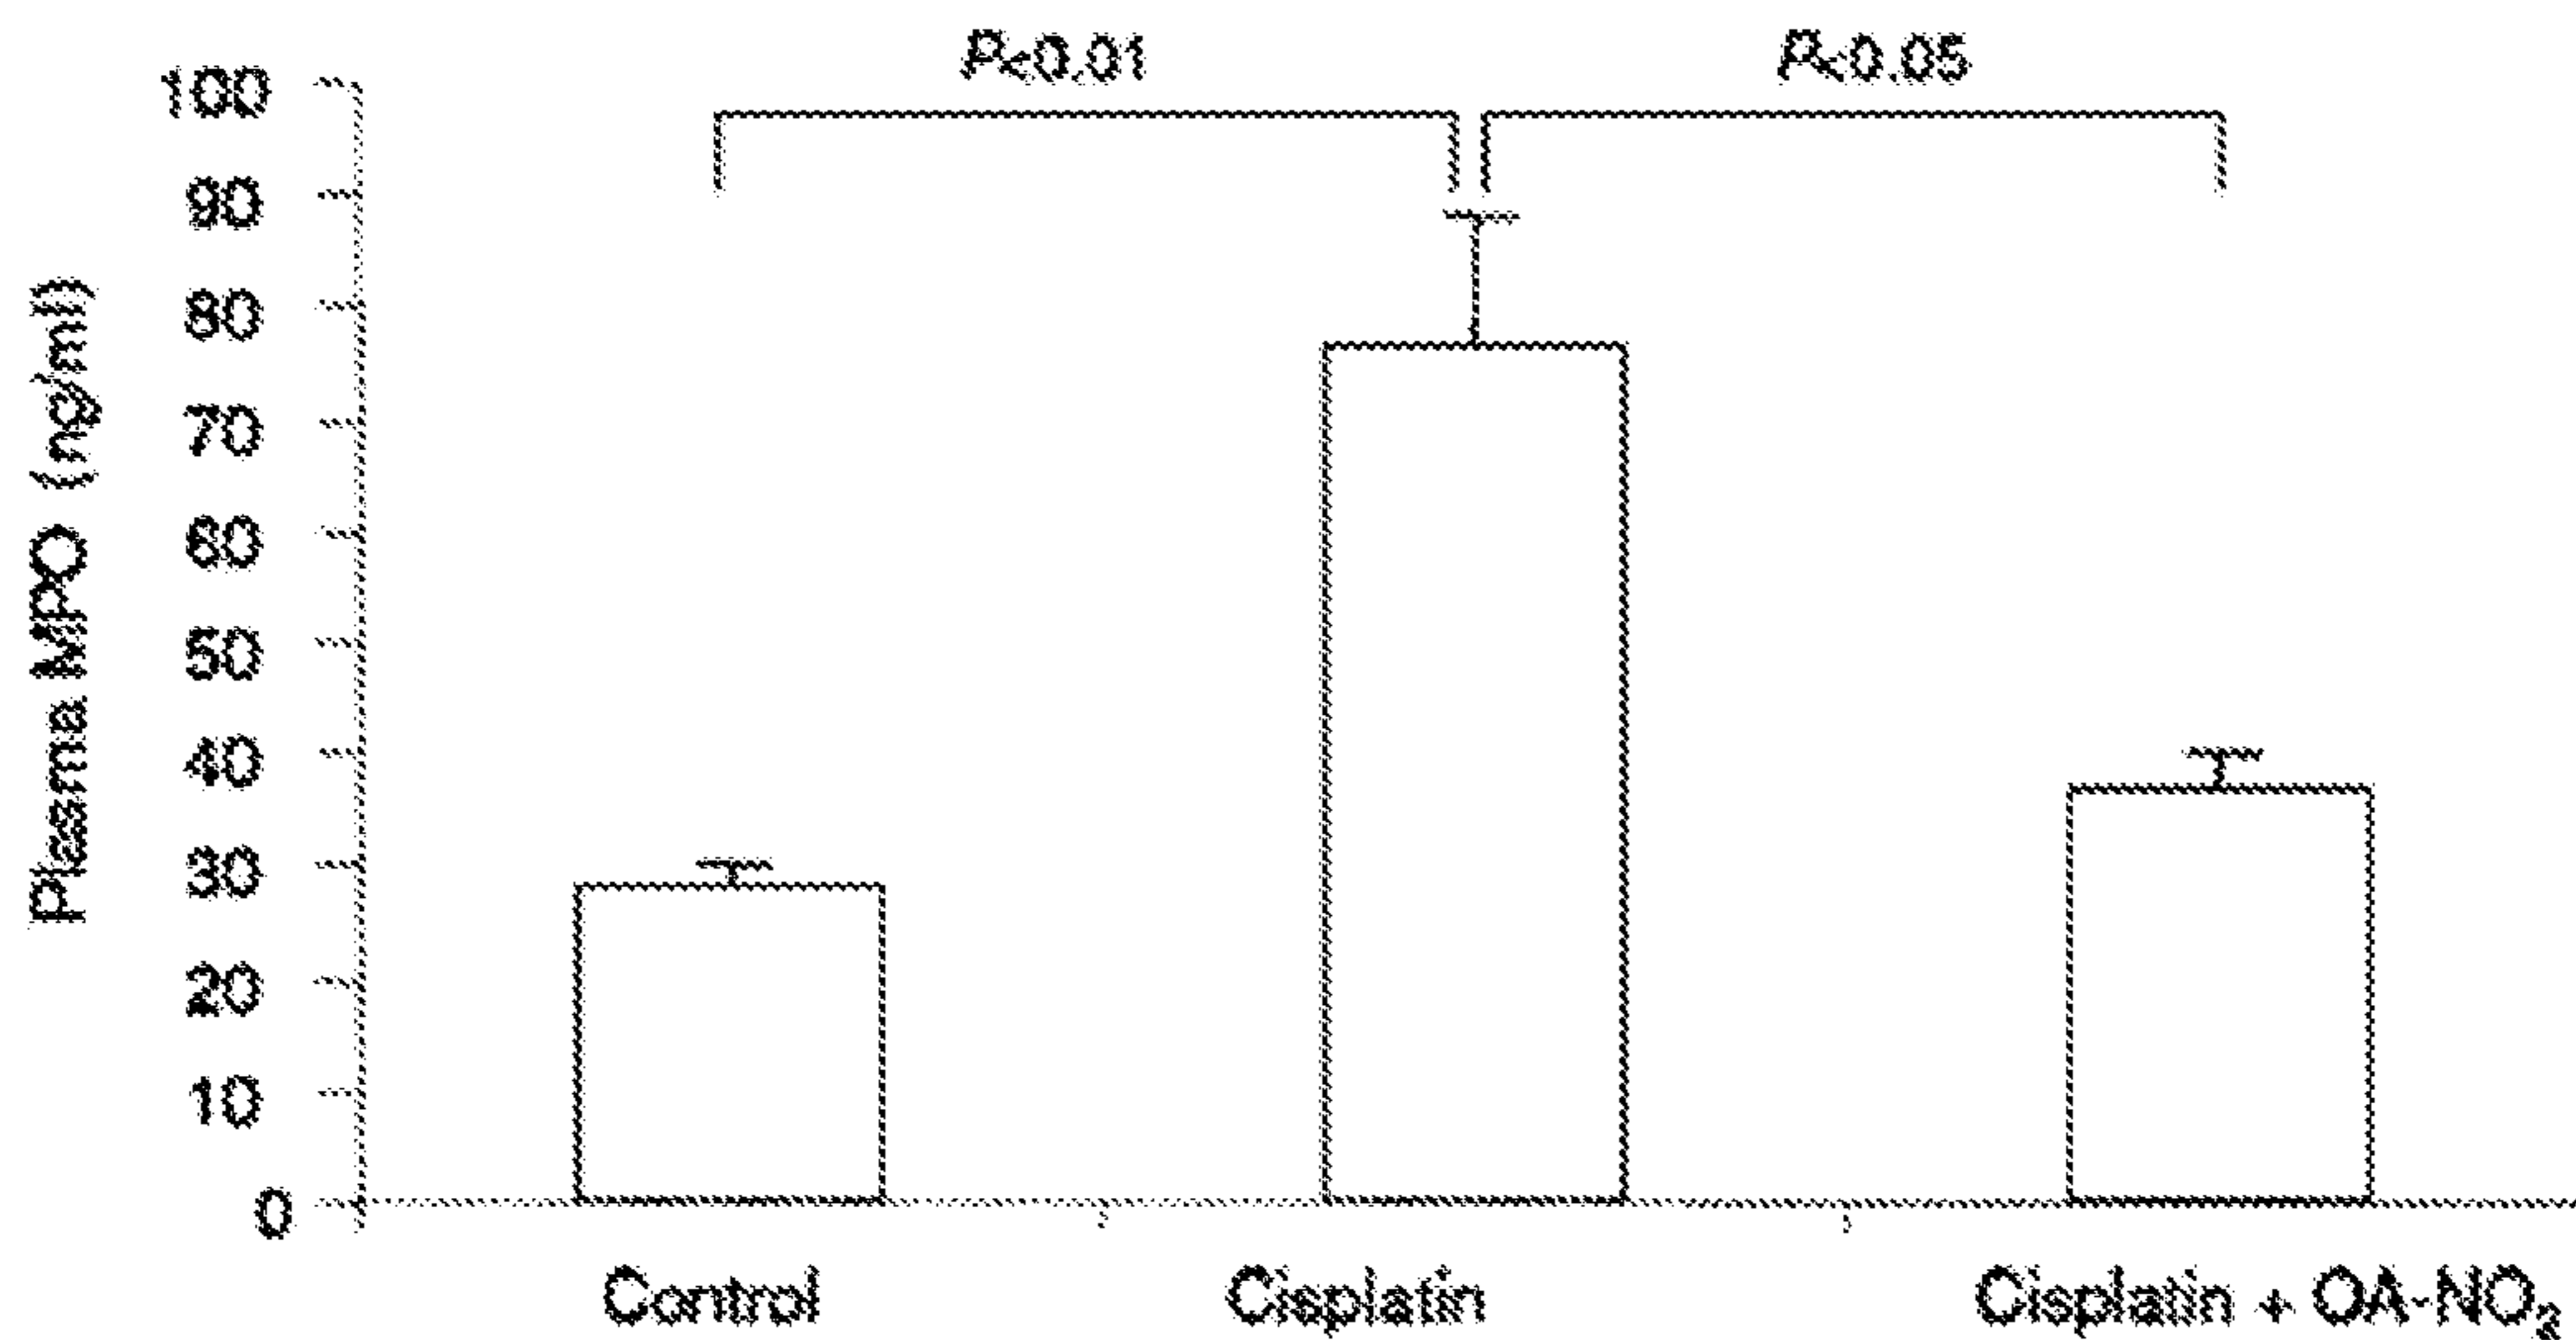 P<0.01
P<0.05
Plasma MPO (ng/ml)
100
90
80
70
60
50
40
30
20
10
0
Control
Cisplatin
Cisplatin + OA-NO₂